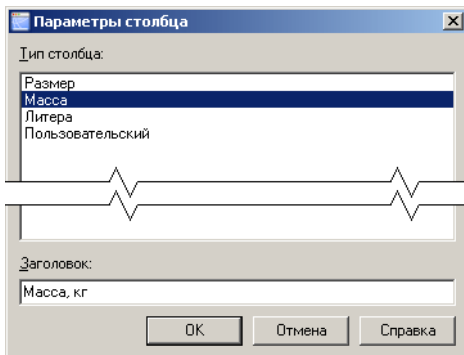 Параметры столбца
Тип столбца:
Размер
Масса
Литера
Пользовательский
Заголовок:
Масса, кг
OK
Отмена
Справка